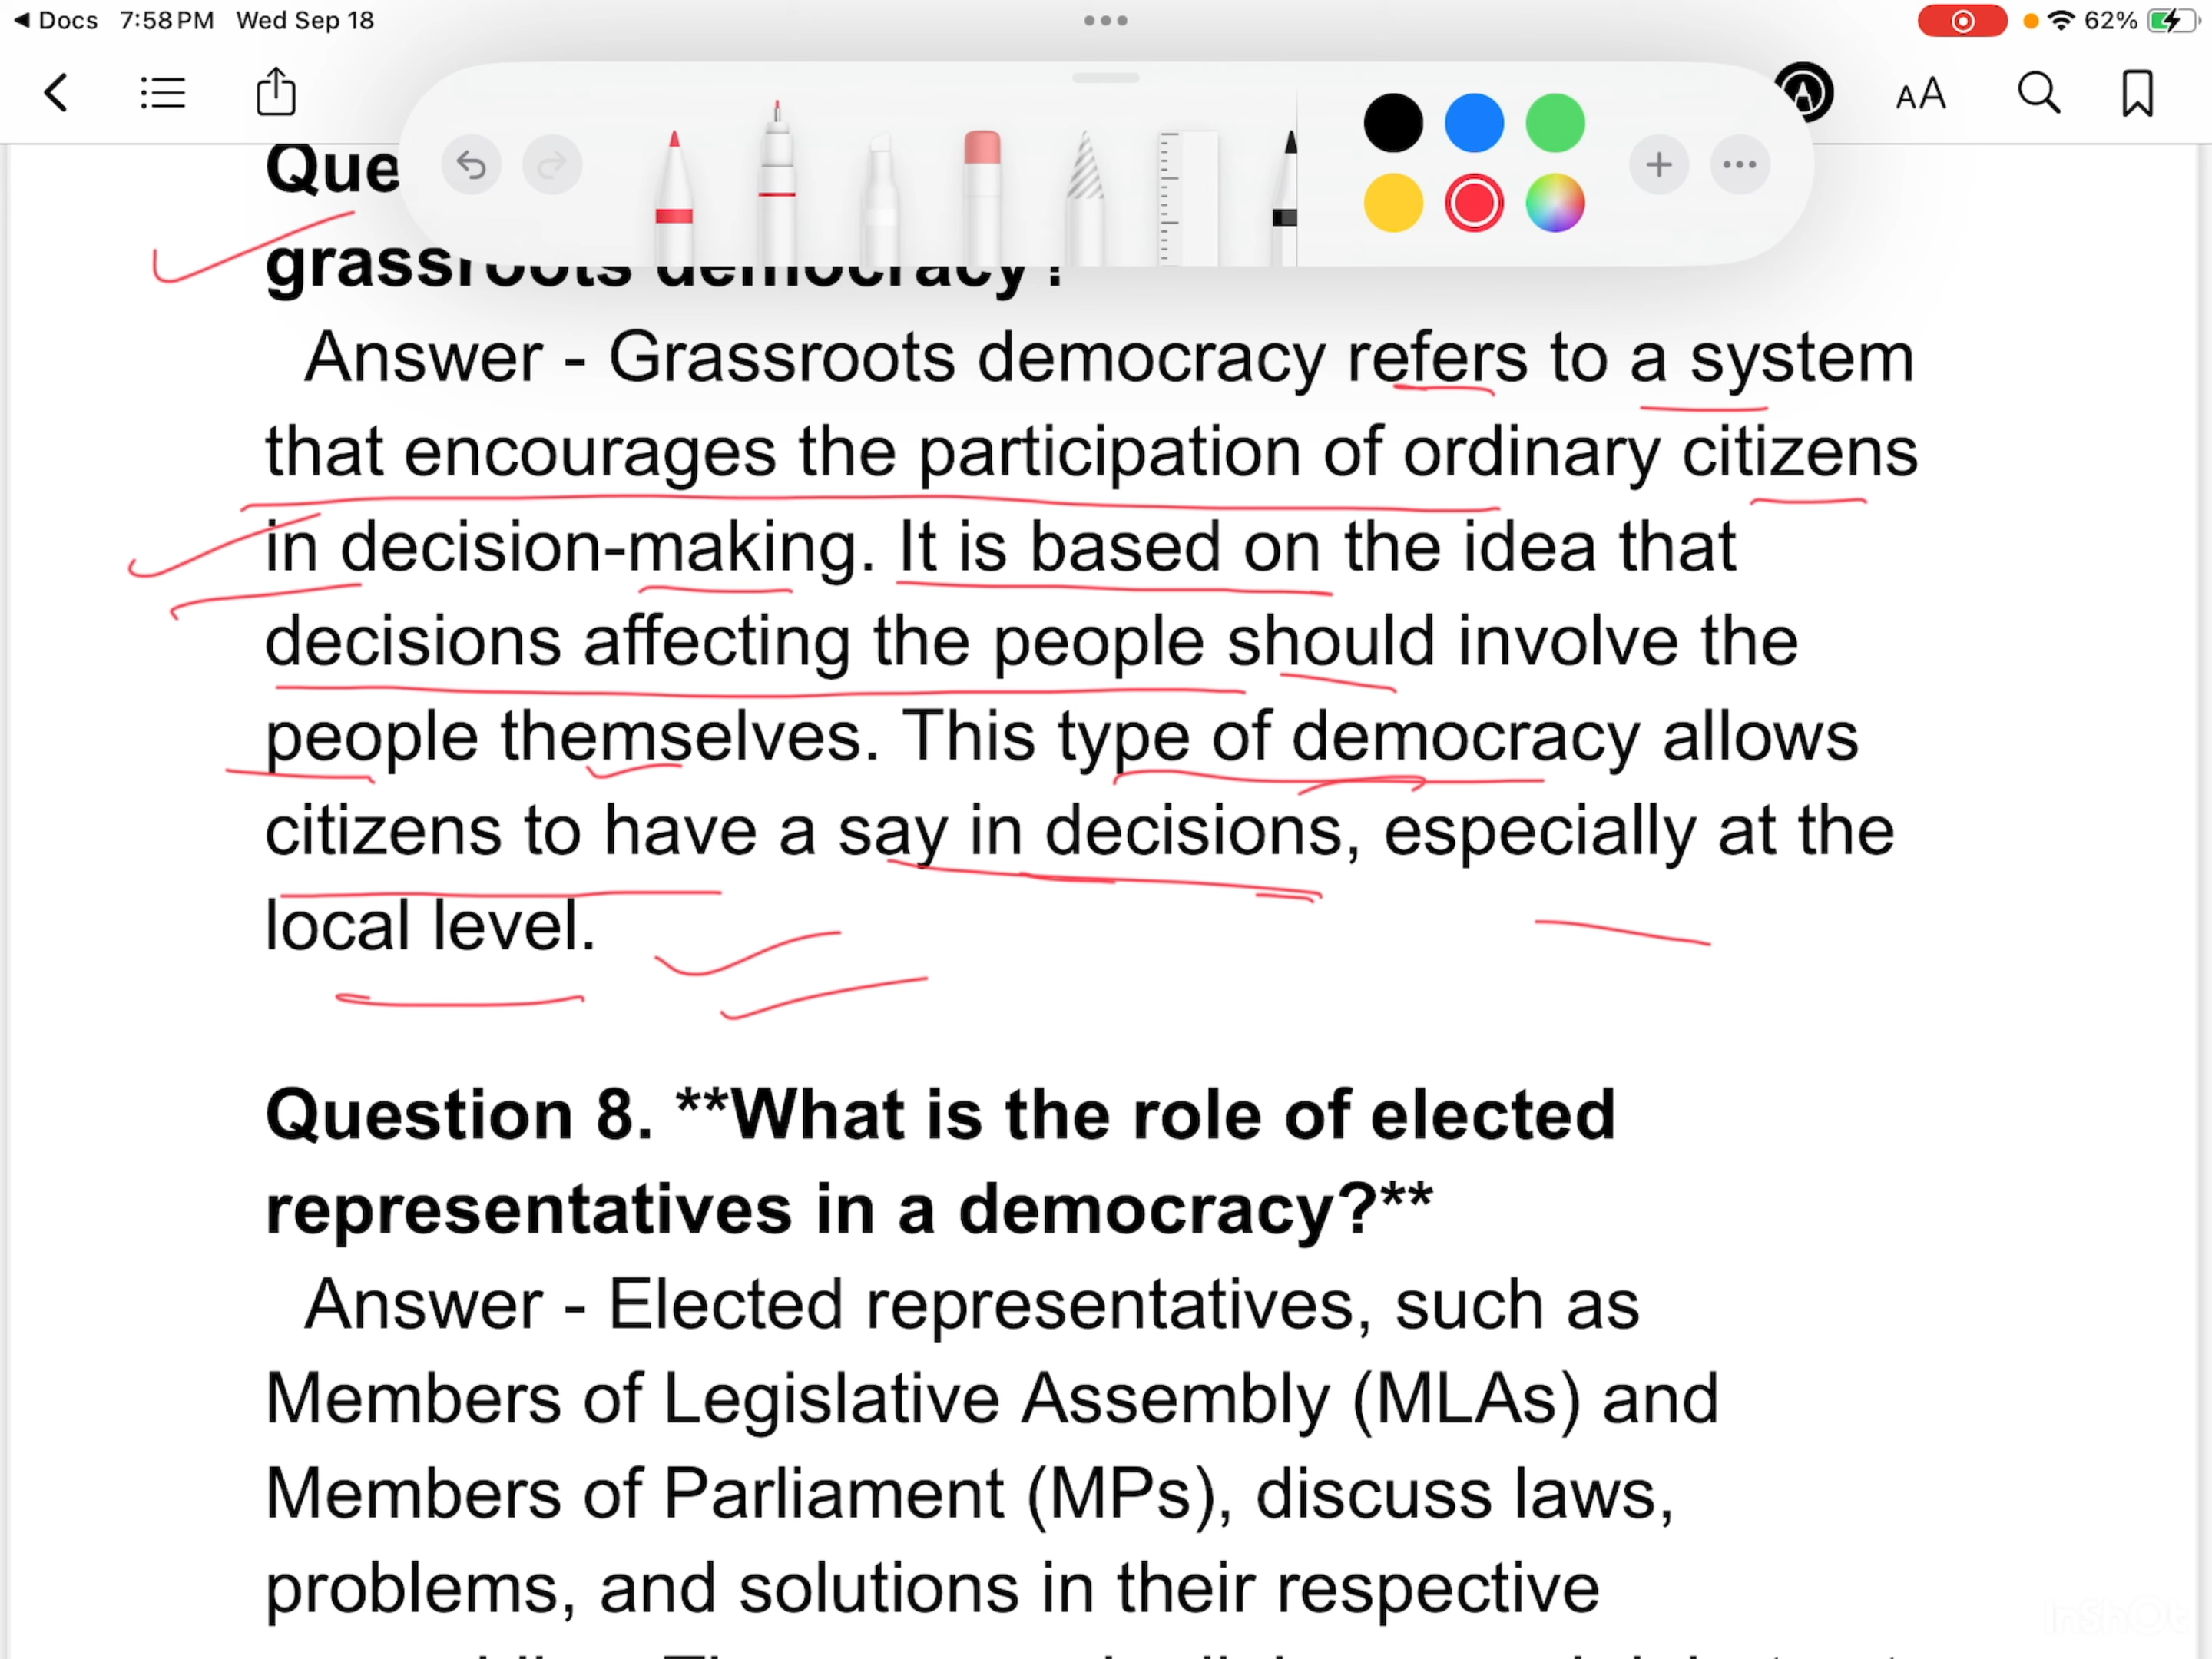 Docs 7:58 PM Wed Sep 18 62%
AA
Que
grassroots democracy?
Answer - Grassroots democracy refers to a system
that encourages the participation of ordinary citizens
in decision-making. It is based on the idea that
decisions affecting the people should involve the
people themselves. This type of democracy allows
citizens to have a say in decisions, especially at the
local level.
Question 8. **What is the role of elected
representatives in a democracy?**
Answer - Elected representatives, such as
Members of Legislative Assembly (MLAs) and
Members of Parliament (MPs), discuss laws,
problems, and solutions in their respective
InShOt